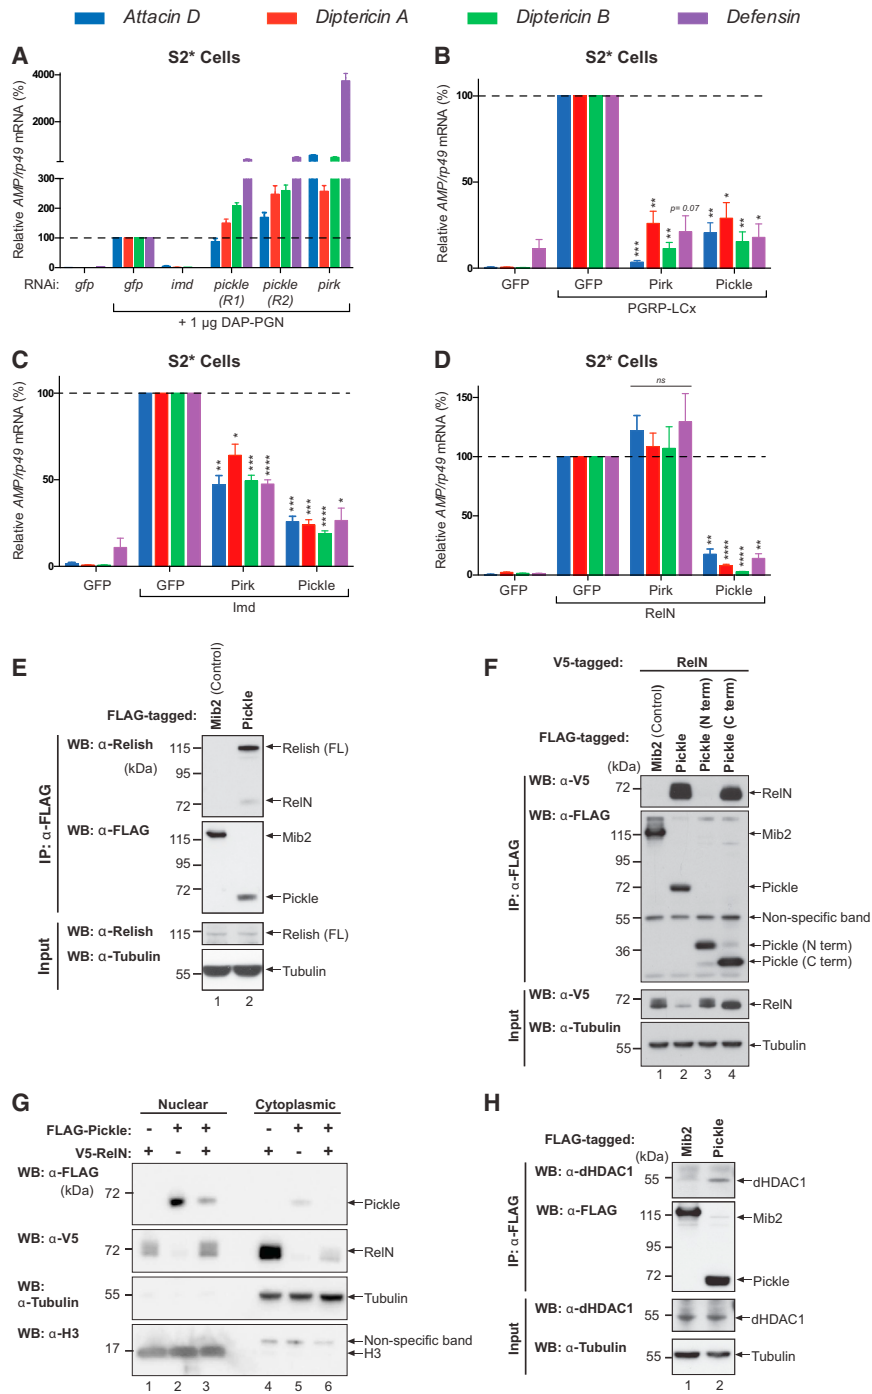 Attacin D Diptericin A Diptericin B Defensin
A
S2* Cells
Relative AMP/rp49 mRNA (%)
4000
2000
300
200
100
0
RNAi: gfp gfp imd pickle (R1) pickle (R2) pirk
+ 1 µg DAP-PGN
B
S2* Cells
Relative AMP/rp49 mRNA (%)
100
50
0
*** ** ** p= 0.07 ** * ** *
GFP GFP Pirk Pickle
PGRP-LCx
C
S2* Cells
Relative AMP/rp49 mRNA (%)
100
50
0
** * *** **** *** *** **** *
GFP GFP Pirk Pickle
Imd
D
S2* Cells
Relative AMP/rp49 mRNA (%)
150
100
50
0
ns
** **** **** **
GFP GFP Pirk Pickle
RelN
E
FLAG-tagged: Mib2 (Control) Pickle
IP: α-FLAG
WB: α-Relish
(kDa)
115 Relish (FL)
95
72 RelN
WB: α-FLAG
115 Mib2
95
72
Pickle
Input
WB: α-Relish
115 Relish (FL)
WB: α-Tubulin
55 Tubulin
1 2
F
V5-tagged: RelN
FLAG-tagged: Mib2 (Control) Pickle Pickle (N term) Pickle (C term)
(kDa)
IP: α-FLAG
WB: α-V5
72 RelN
WB: α-FLAG
115 Mib2
95
72 Pickle
55 Non-specific band
36 Pickle (N term)
Pickle (C term)
Input
WB: α-V5
72 RelN
WB: α-Tubulin
55 Tubulin
1 2 3 4
G
Nuclear Cytoplasmic
FLAG-Pickle: - + + - + +
V5-RelN: + - + + - +
WB: α-FLAG
(kDa)
72 Pickle
WB: α-V5
72 RelN
WB:
α-Tubulin
55 Tubulin
WB: α-H3
Non-specific band
17 H3
1 2 3 4 5 6
H
FLAG-tagged: Mib2 Pickle
(kDa)
IP: α-FLAG
WB: α-dHDAC1
55 dHDAC1
WB: α-FLAG
115 Mib2
95
72 Pickle
Input
WB: α-dHDAC1
55 dHDAC1
WB: α-Tubulin
55 Tubulin
1 2